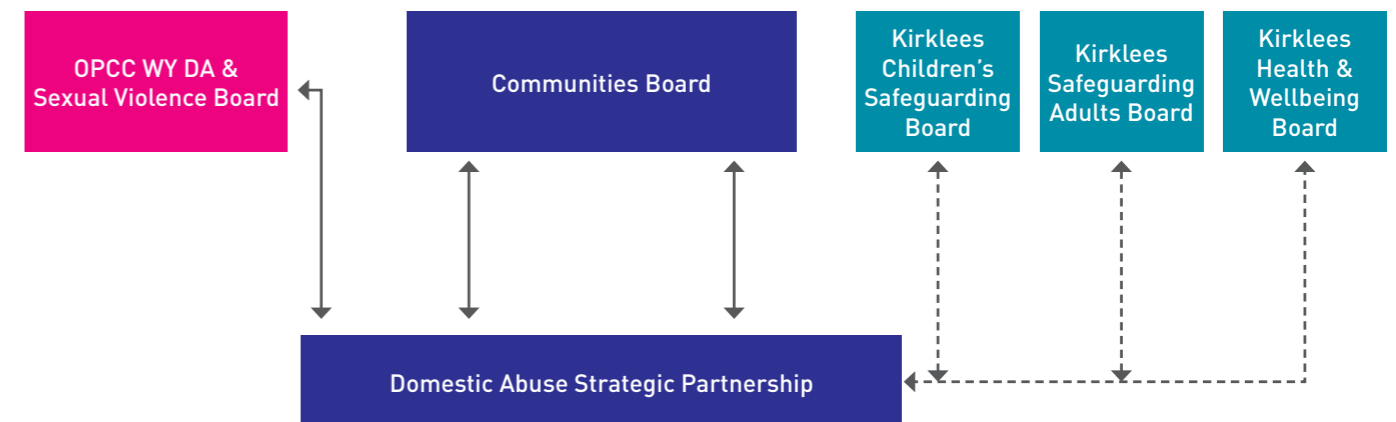 OPCC WY DA &
Sexual Violence Board
Communities Board
Kirklees
Children’s
Safeguarding
Board
Kirklees
Safeguarding
Adults Board
Kirklees
Health &
Wellbeing
Board
Domestic Abuse Strategic Partnership